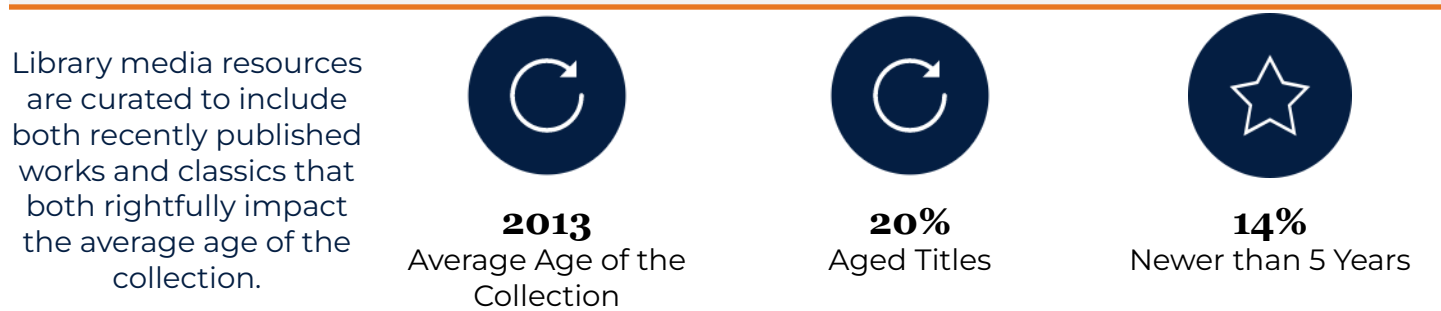 Library media resources
are curated to include
both recently published
works and classics that
both rightfully impact
the average age of the
collection.
2013
Average Age of the
Collection
20%
Aged Titles
14%
Newer than 5 Years